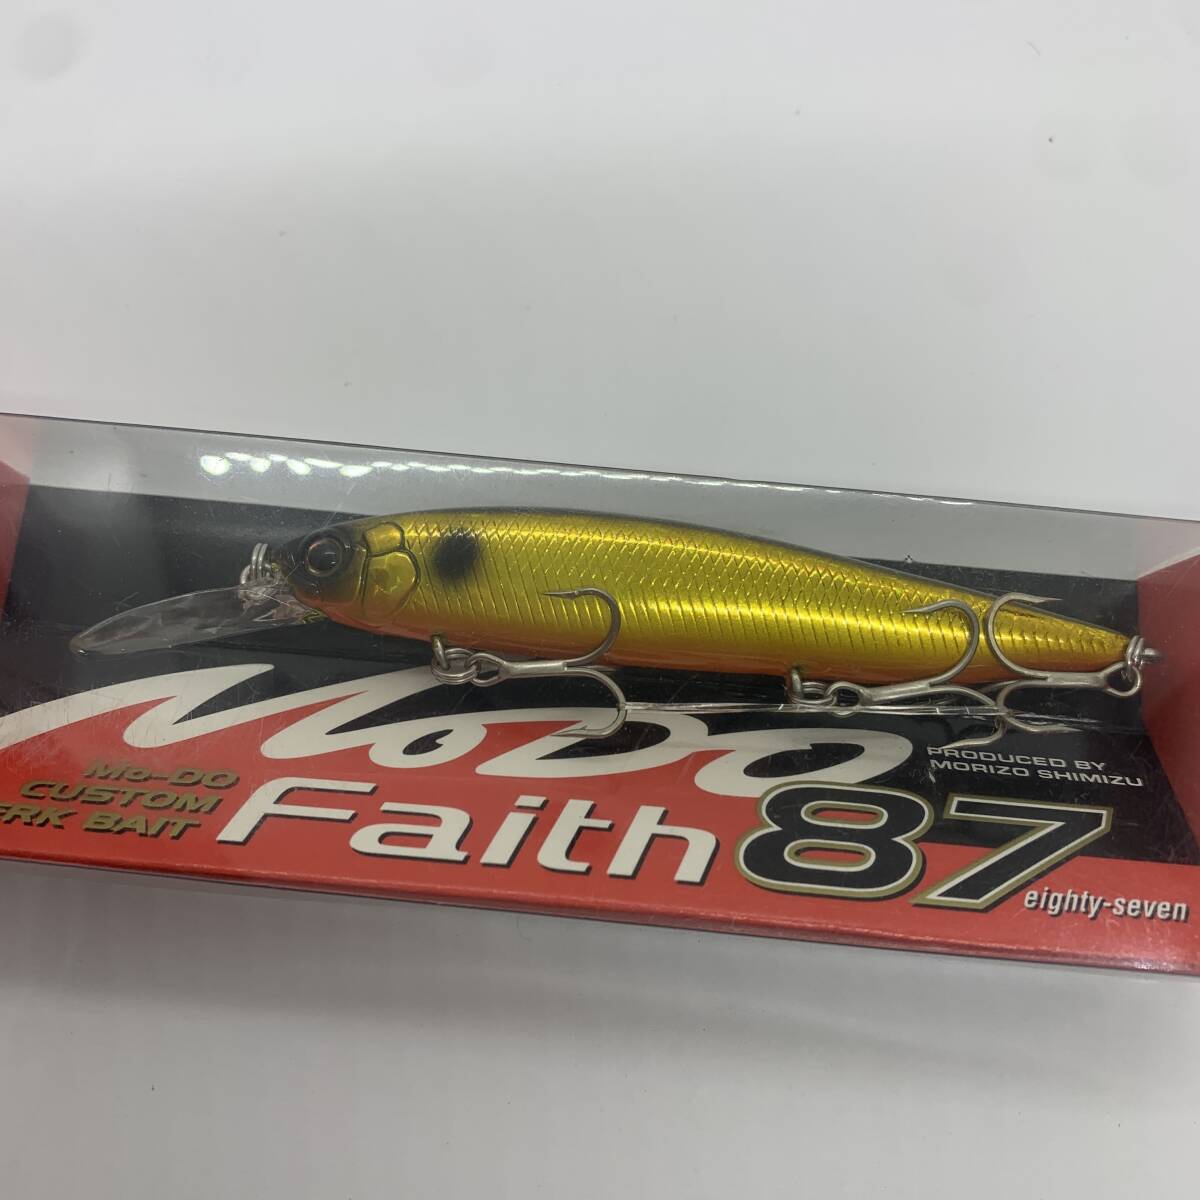 MoDO
PRODUCED BY
MORIZO SHIMIZU
Mo-DO
CUSTOM
ERK BAIT
Faith 87
eighty-seven